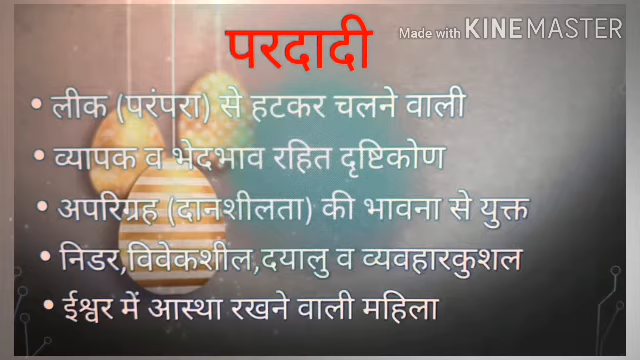 परदादी
Made with KINEMASTER
• लीक (परंपरा) से हटकर चलने वाली
• व्यापक व भेदभाव रहित दृष्टिकोण
• अपरिग्रह (दानशीलता) की भावना से युक्त
• निडर,विवेकशील,दयालु व व्यवहारकुशल
• ईश्वर में आस्था रखने वाली महिला